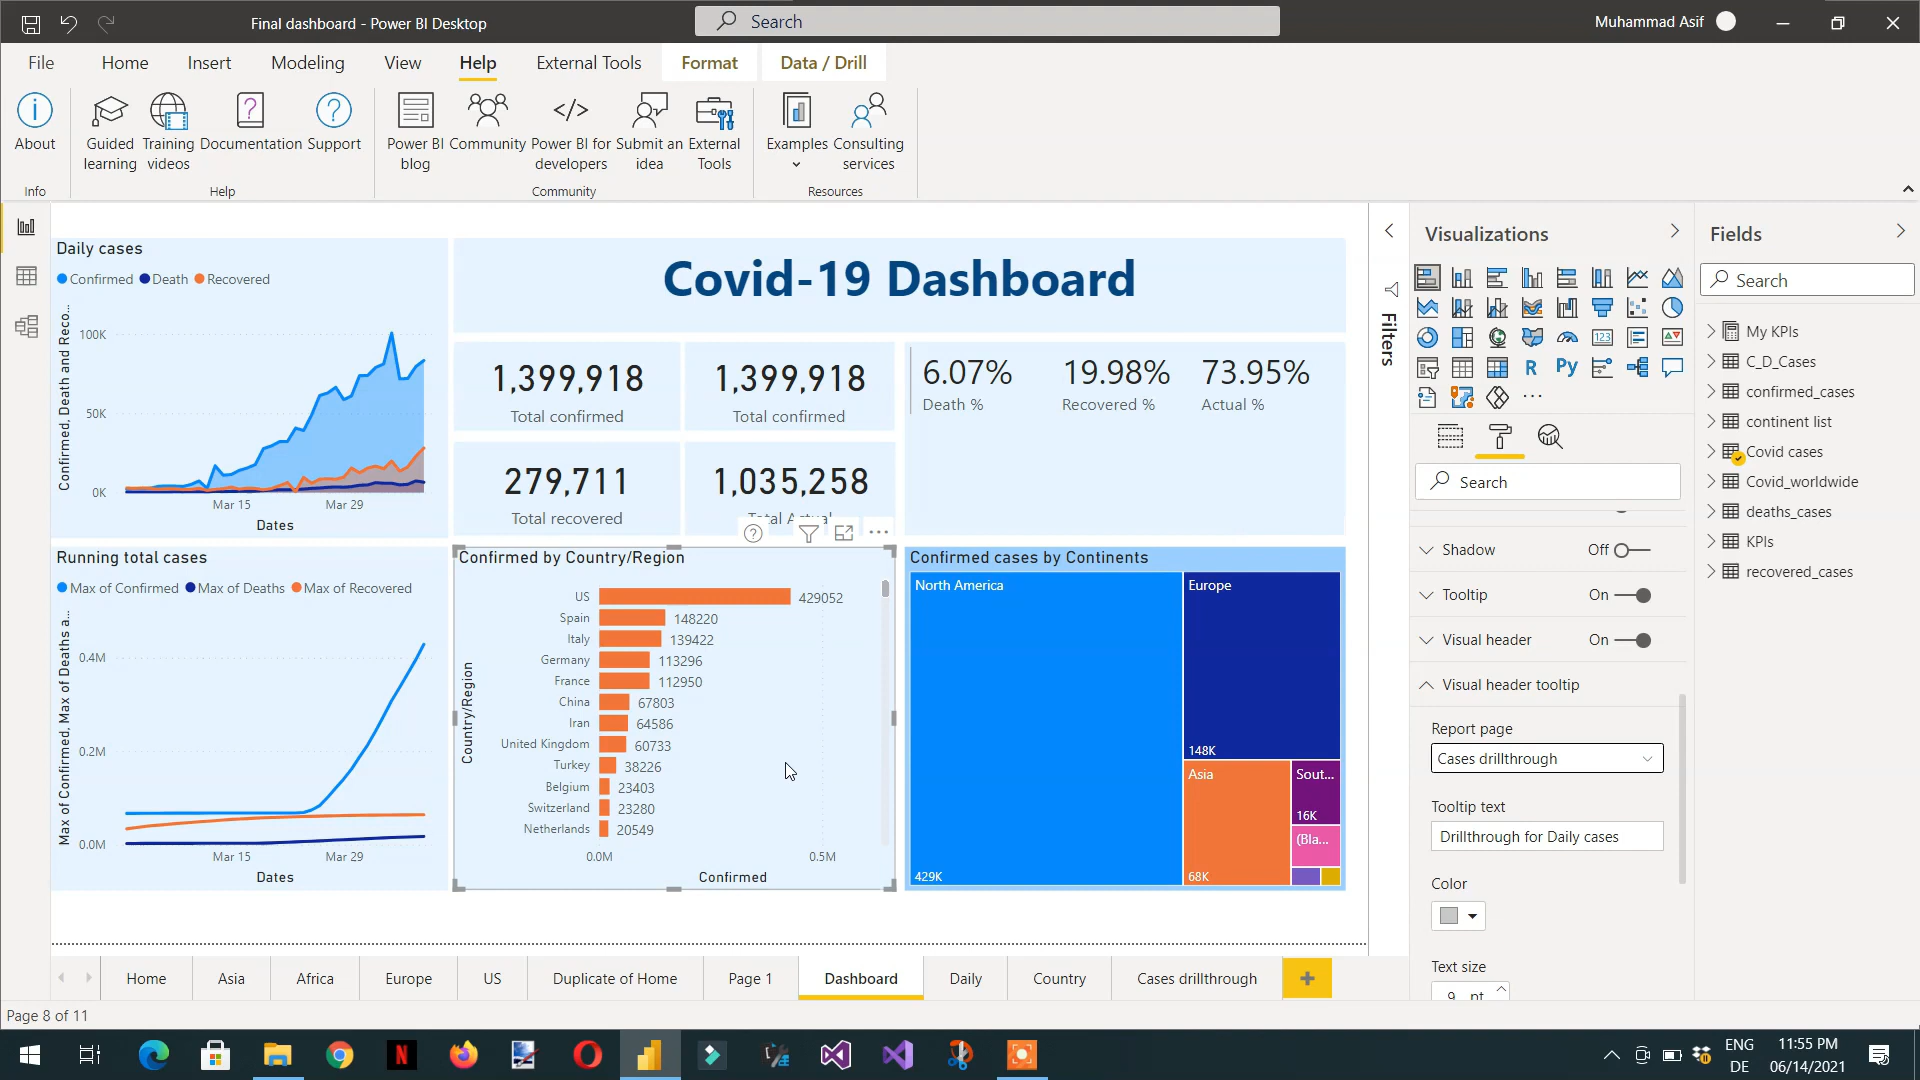 Final dashboard - Power BI Desktop
Search
Muhammad Asif
File
Home
Insert
Modeling
View
Help
External Tools
Format
Data / Drill
About
Guided learning
Training videos
Documentation
Support
Power BI blog
Community
Power BI for developers
Submit an idea
External Tools
Examples
Consulting services
Info
Help
Community
Resources
Daily cases
Confirmed
Death
Recovered
Confirmed, Death and Reco...
100K
50K
0K
Mar 15
Mar 29
Dates
Covid-19 Dashboard
1,399,918
Total confirmed
1,399,918
Total confirmed
279,711
Total recovered
1,035,258
Total Actual
6.07%
Death %
19.98%
Recovered %
73.95%
Actual %
Running total cases
Max of Confirmed
Max of Deaths
Max of Recovered
Max of Confirmed, Max of Deaths a...
0.4M
0.2M
0.0M
Mar 15
Mar 29
Dates
Confirmed by Country/Region
Country/Region
US 429052
Spain 148220
Italy 139422
Germany 113296
France 112950
China 67803
Iran 64586
United Kingdom 60733
Turkey 38226
Belgium 23403
Switzerland 23280
Netherlands 20549
0.0M
0.5M
Confirmed
Confirmed cases by Continents
North America
429K
Europe
148K
Asia
68K
Sout...
16K
(Bla...
Filters
Visualizations
R
Py
123
Search
Shadow
Off
Tooltip
On
Visual header
On
Visual header tooltip
Report page
Cases drillthrough
Tooltip text
Drillthrough for Daily cases
Color
Text size
9 pt
Fields
Search
My KPIs
C_D_Cases
confirmed_cases
continent list
Covid cases
Covid_worldwide
deaths_cases
KPIs
recovered_cases
Home
Asia
Africa
Europe
US
Duplicate of Home
Page 1
Dashboard
Daily
Country
Cases drillthrough
Page 8 of 11
ENG
DE
11:55 PM
06/14/2021